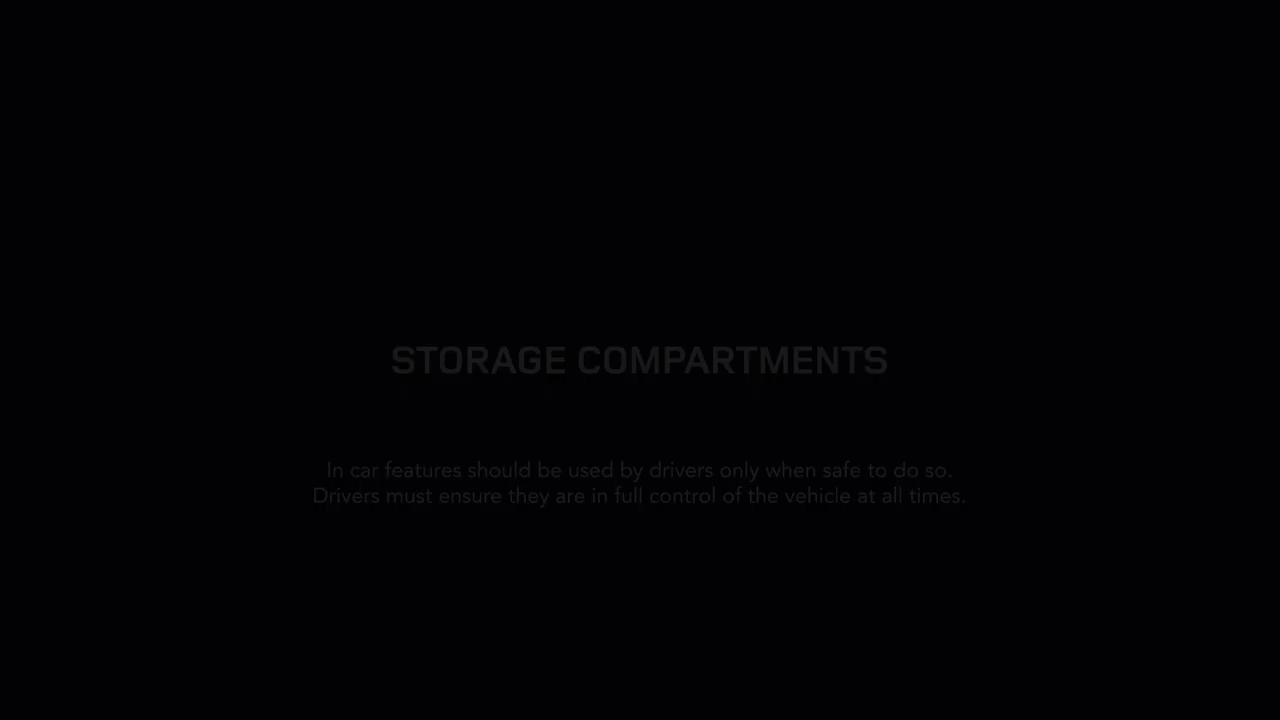 STORAGE COMPARTMENTS
In car features should be used by drivers only when safe to do so.
Drivers must ensure they are in full control of the vehicle at all times.